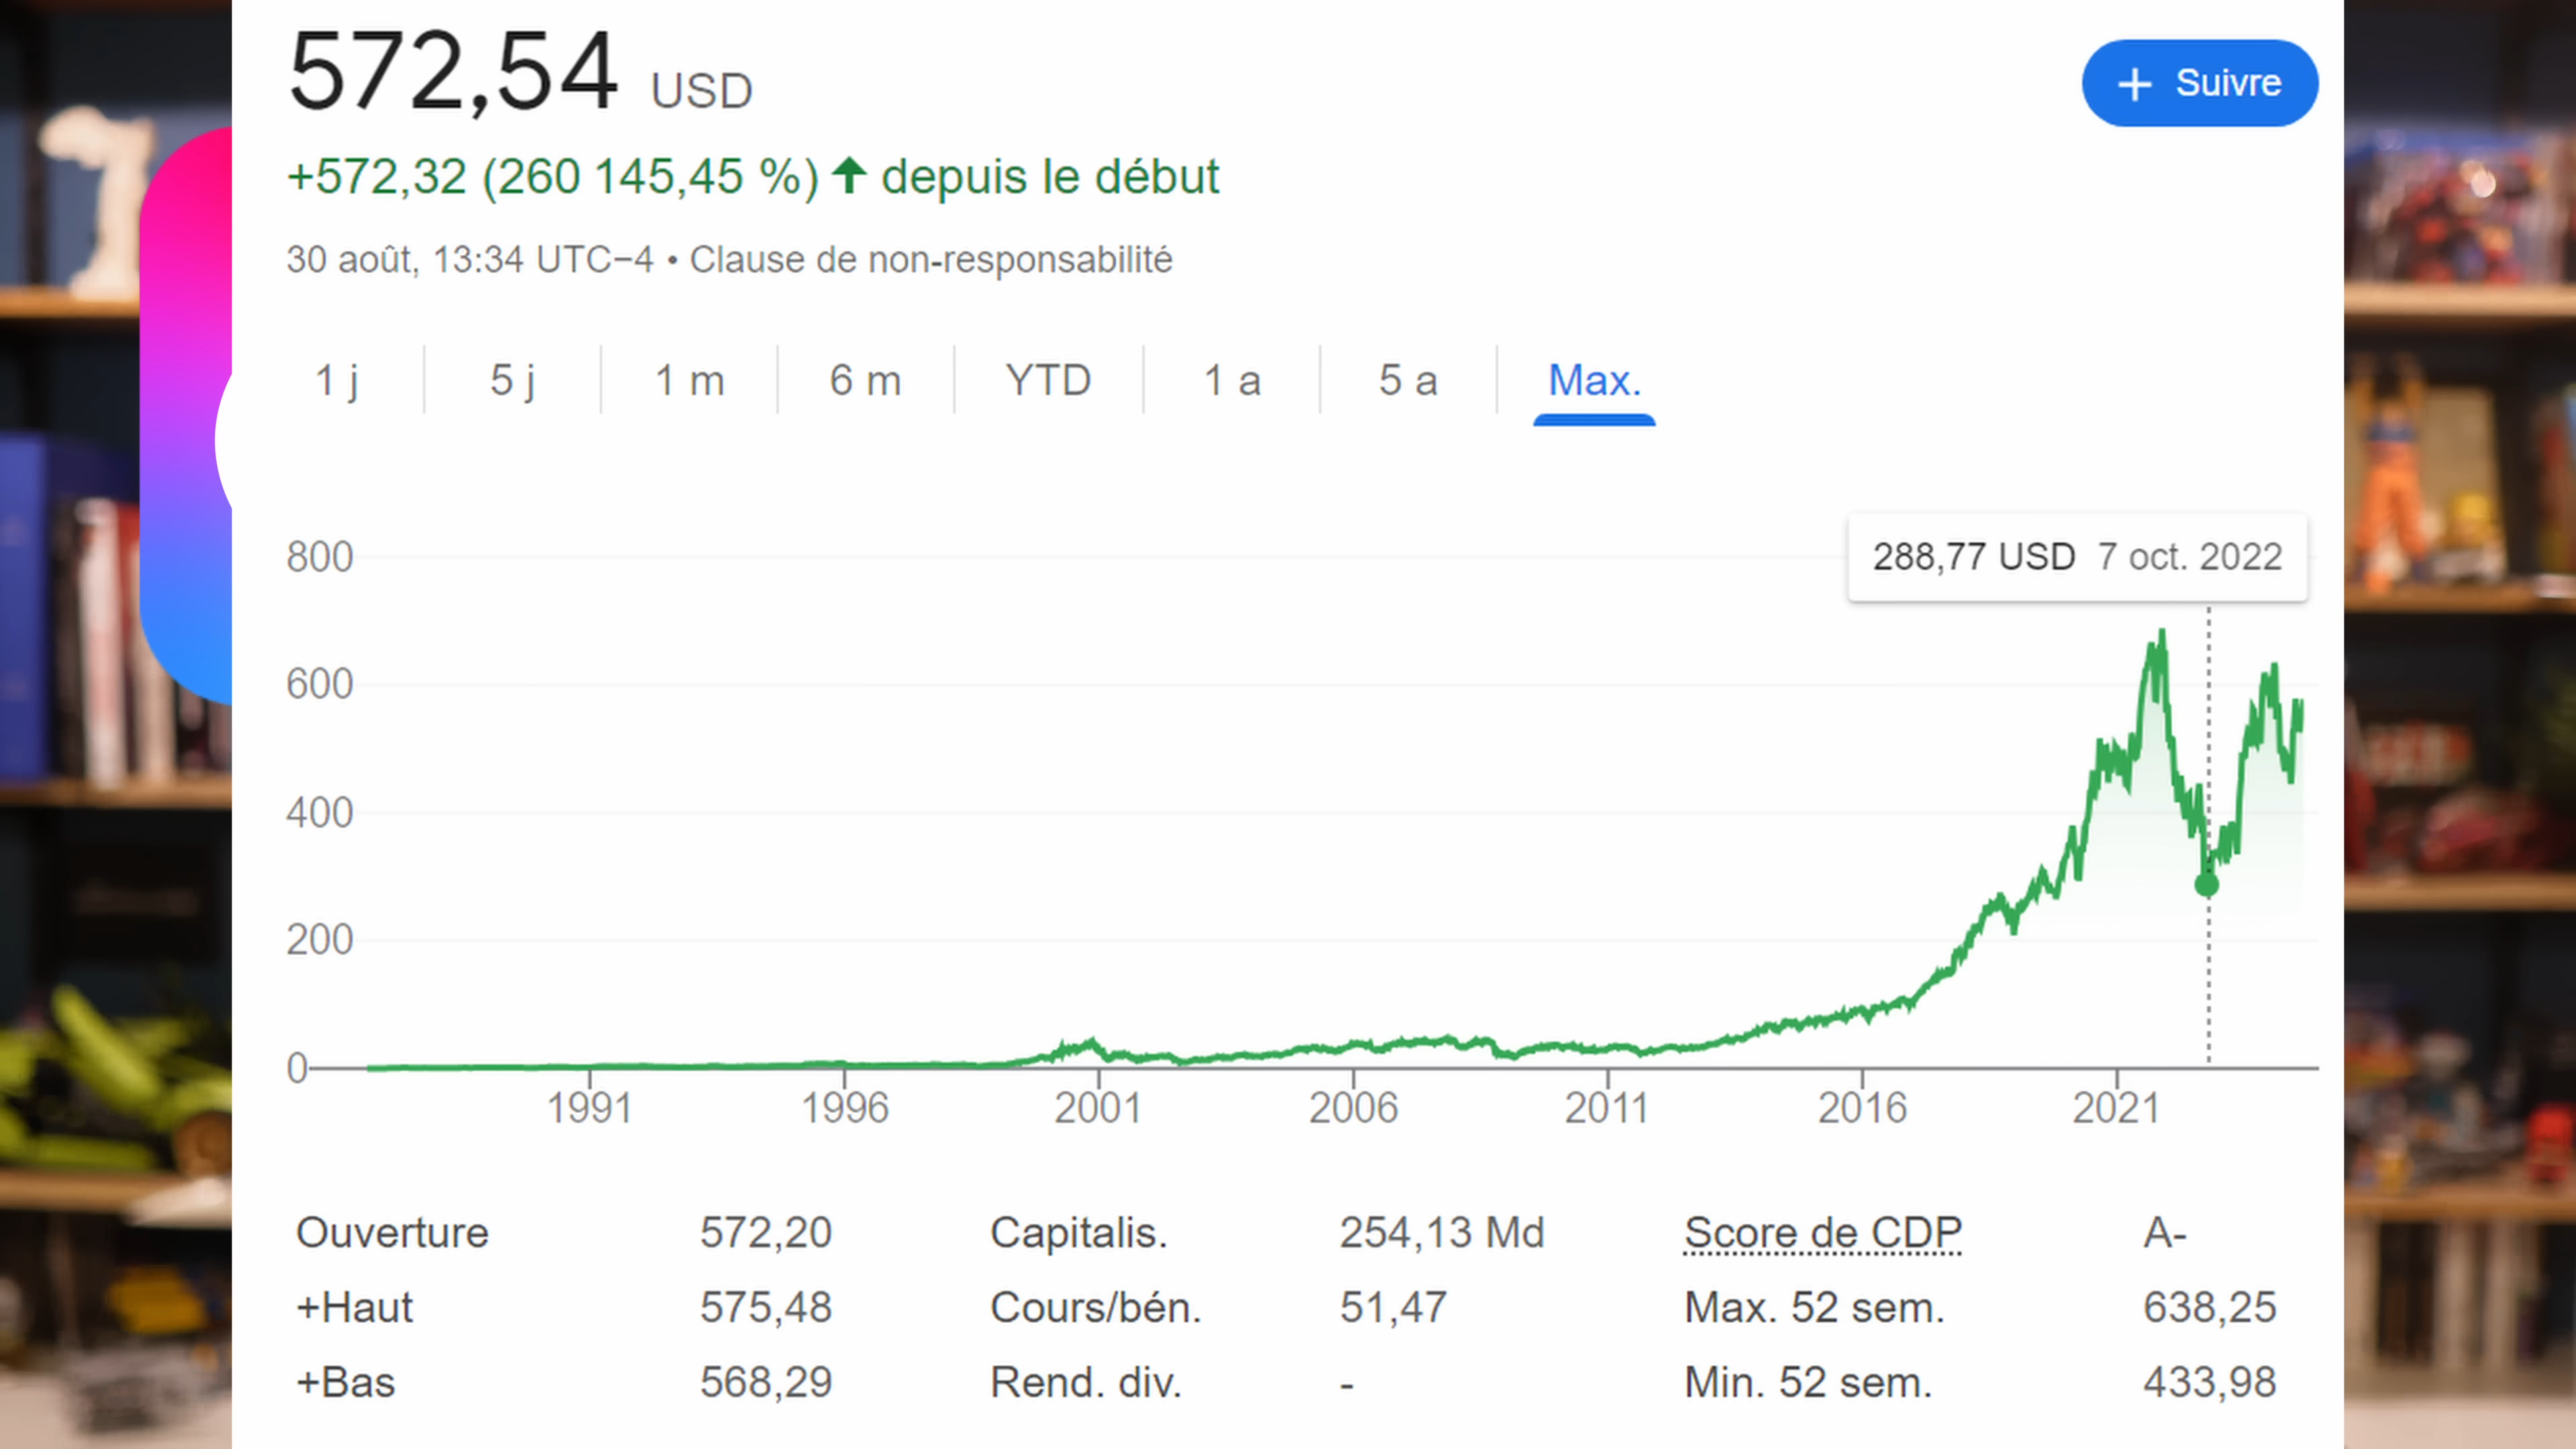 572,54 USD
+ Suivre
+572,32 (260 145,45 %) ↑ depuis le début
30 août, 13:34 UTC−4 • Clause de non-responsabilité
1 j 5 j 1 m 6 m YTD 1 a 5 a Max.
288,77 USD 7 oct. 2022
800
600
400
200
0
1991 1996 2001 2006 2011 2016 2021
Ouverture 572,20 Capitalis. 254,13 Md Score de CDP A-
+Haut 575,48 Cours/bén. 51,47 Max. 52 sem. 638,25
+Bas 568,29 Rend. div. - Min. 52 sem. 433,98